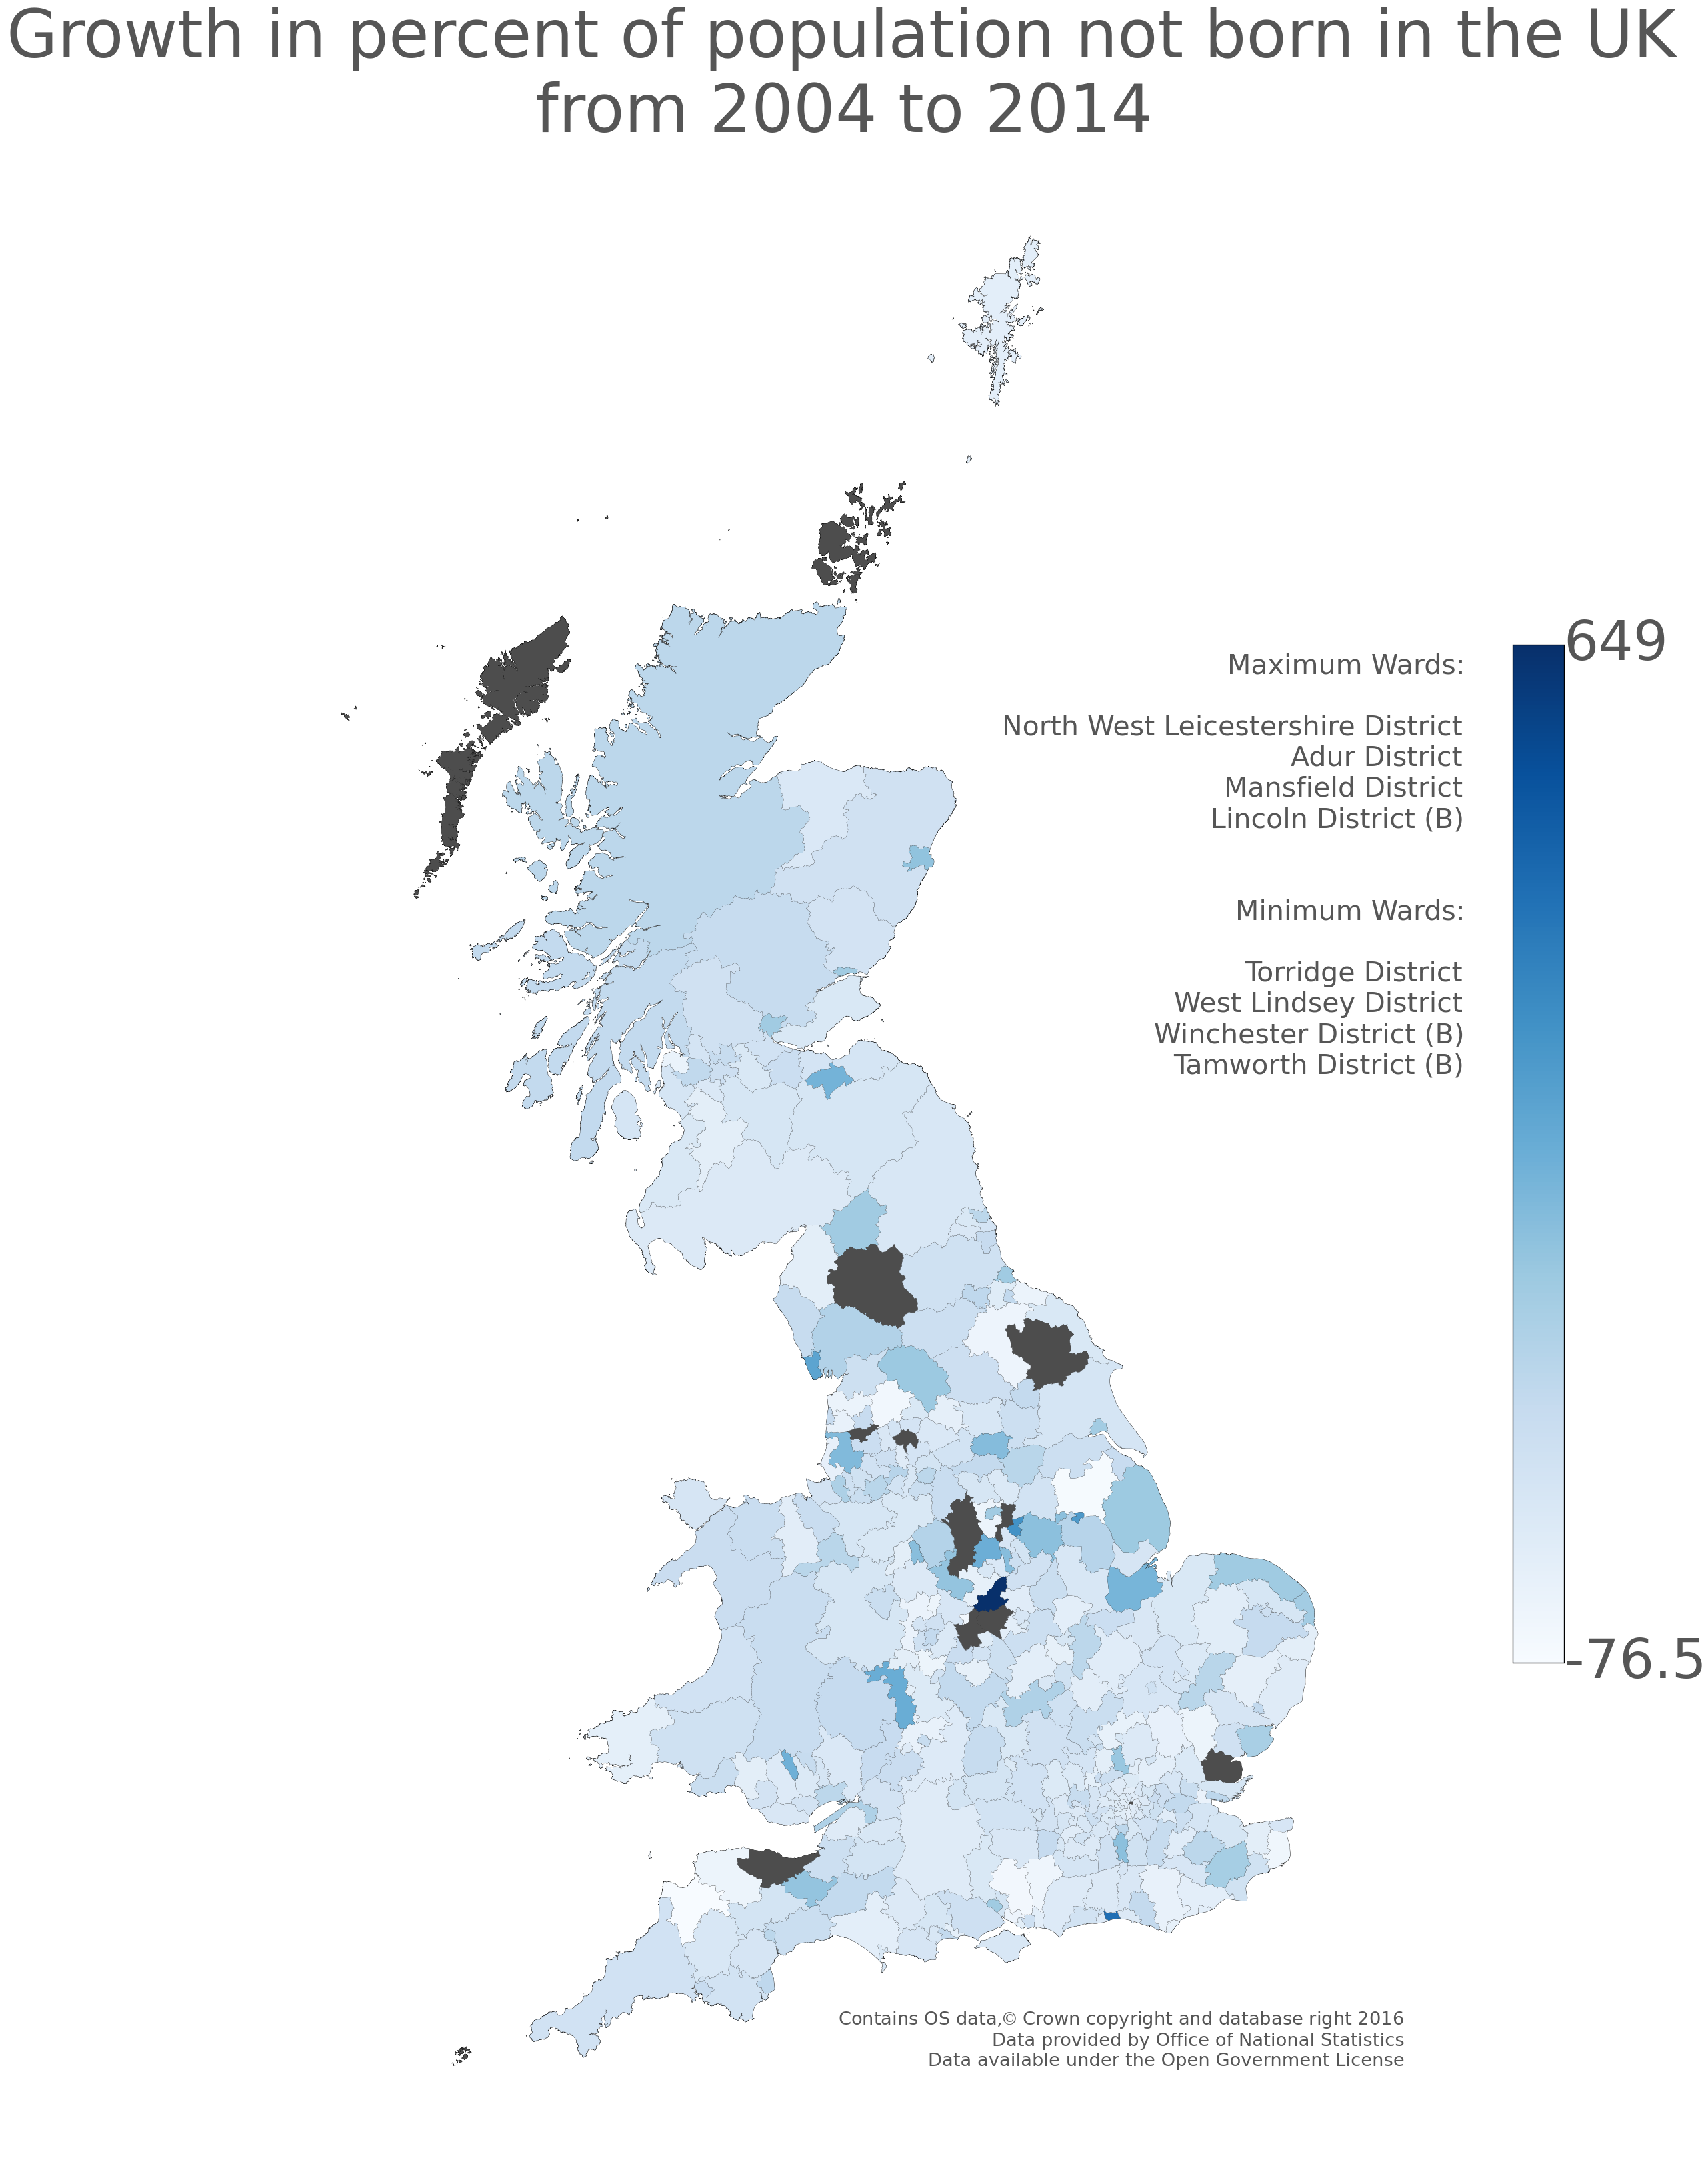 Growth in percent of population not born in the UK
from 2004 to 2014
649
Maximum Wards:
North West Leicestershire District
Adur District
Mansfield District
Lincoln District (B)
Minimum Wards:
Torridge District
West Lindsey District
Winchester District (B)
Tamworth District (B)
-76.5
Contains OS data,© Crown copyright and database right 2016
Data provided by Office of National Statistics
Data available under the Open Government License